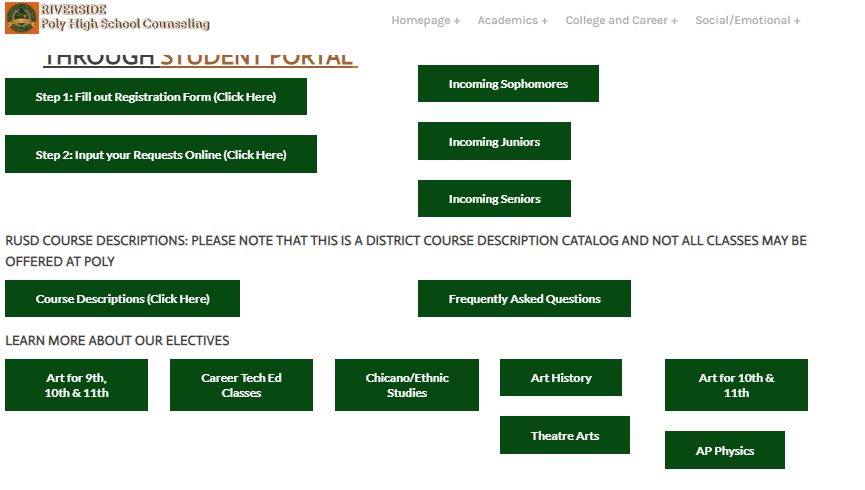 RIVERSIDE
Poly High School Counseling
Homepage +
Academics +
College and Career +
Social/Emotional +
THROUGH STUDENT PORTAL
Step 1: Fill out Registration Form (Click Here)
Step 2: Input your Requests Online (Click Here)
Incoming Sophomores
Incoming Juniors
Incoming Seniors
RUSD COURSE DESCRIPTIONS: PLEASE NOTE THAT THIS IS A DISTRICT COURSE DESCRIPTION CATALOG AND NOT ALL CLASSES MAY BE
OFFERED AT POLY
Course Descriptions (Click Here)
Frequently Asked Questions
LEARN MORE ABOUT OUR ELECTIVES
Art for 9th,
10th & 11th
Career Tech Ed
Classes
Chicano/Ethnic
Studies
Art History
Theatre Arts
Art for 10th &
11th
AP Physics